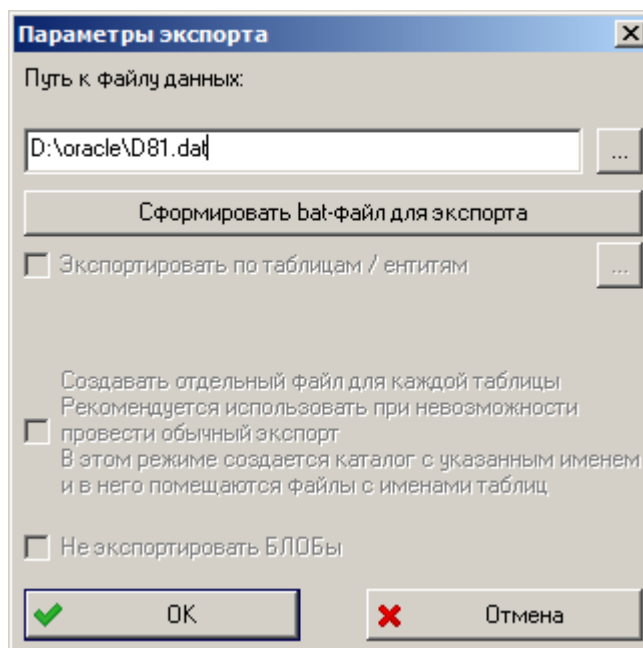 Параметры экспорта
Путь к файлу данных:
D:\oracle\D81.dat
...
Сформировать bat-файл для экспорта
Экспортировать по таблицам / ентитям
...
Создавать отдельный файл для каждой таблицы
Рекомендуется использовать при невозможности
провести обычный экспорт
В этом режиме создается каталог с указанным именем
и в него помещаются файлы с именами таблиц
Не экспортировать БЛОБы
OK
Отмена